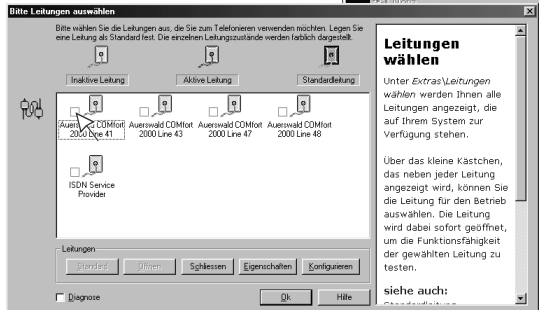 Bitte Leitungen auswählen
Bitte wählen Sie die Leitungen aus, die Sie zum Telefonieren verwenden möchten. Legen Sie
eine Leitung als Standard fest. Die einzelnen Leitungszustände werden farblich dargestellt.
Inaktive Leitung
Aktive Leitung
Standardleitung
Auerswald COMfort
2000 Line 41
Auerswald COMfort
2000 Line 43
Auerswald COMfort
2000 Line 47
Auerswald COMfort
2000 Line 48
ISDN Service
Provider
Leitungen
Standard
Öffnen
Schliessen
Eigenschaften
Konfigurieren
Diagnose
Ok
Hilfe
Leitungen
wählen
Unter Extras\Leitungen
wählen werden Ihnen alle
Leitungen angezeigt, die
auf Ihrem System zur
Verfügung stehen.
Über das kleine Kästchen,
das neben jeder Leitung
angezeigt wird, können Sie
die Leitung für den Betrieb
auswählen. Die Leitung
wird dabei sofort geöffnet,
um die Funktionsfähigkeit
der gewählten Leitung zu
testen.
siehe auch:
Standardleitung